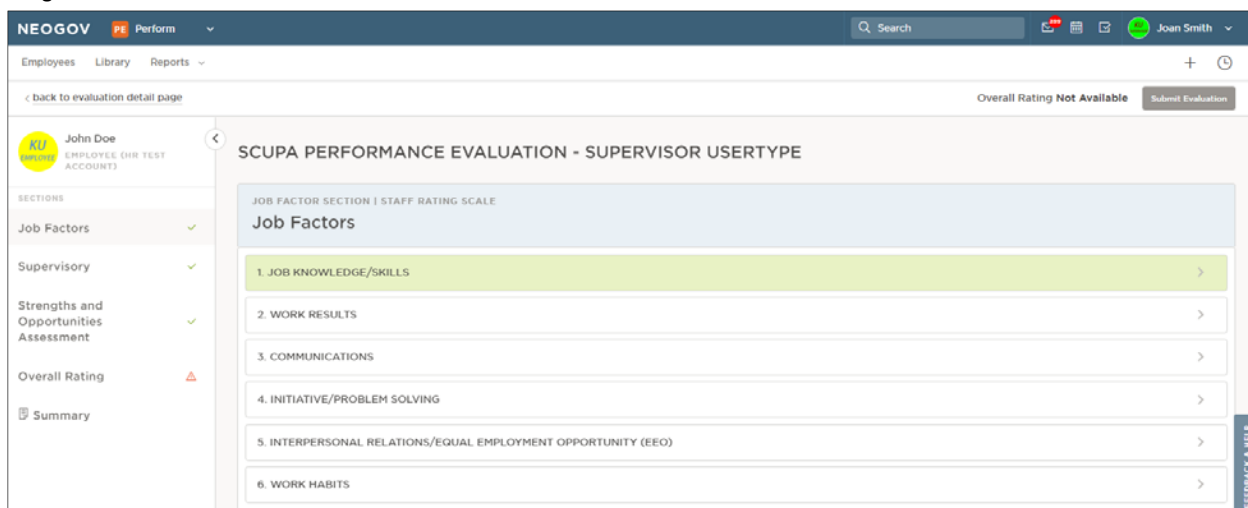 NEOGOV PE Perform Search Joan Smith
Employees Library Reports
< back to evaluation detail page Overall Rating Not Available Submit Evaluation
KU
EMPLOYEE
John Doe
EMPLOYEE (HR TEST
ACCOUNT)
SECTIONS
Job Factors
Supervisory
Strengths and
Opportunities
Assessment
Overall Rating
Summary
SCUPA PERFORMANCE EVALUATION - SUPERVISOR USERTYPE
JOB FACTOR SECTION | STAFF RATING SCALE
Job Factors
1. JOB KNOWLEDGE/SKILLS
2. WORK RESULTS
3. COMMUNICATIONS
4. INITIATIVE/PROBLEM SOLVING
5. INTERPERSONAL RELATIONS/EQUAL EMPLOYMENT OPPORTUNITY (EEO)
6. WORK HABITS
FEEDBACK & HELP